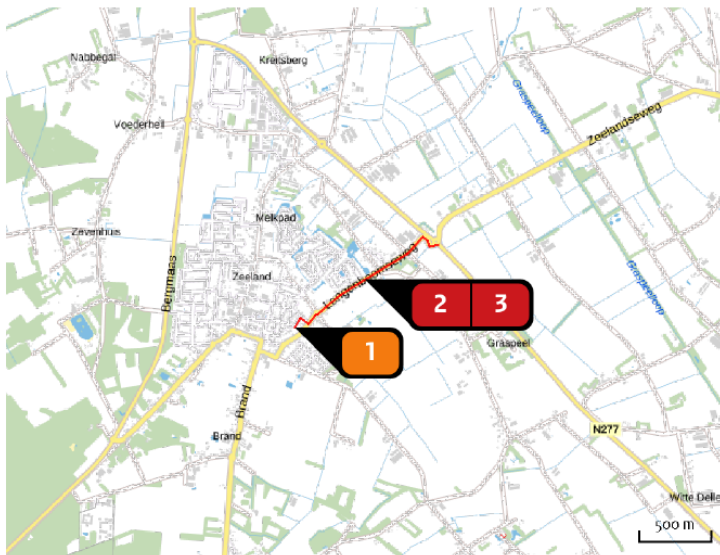 Nabbegat
Kreitsberg
Graspeelloop
Voederheil
Zeelandseweg
Melkpad
Zevenhuis
Langenboomseweg
Zeeland
Graspeelloop
Bergmaas
2 3
1
Graspeel
Brand
N277
Brand
Witte Delle
500 m